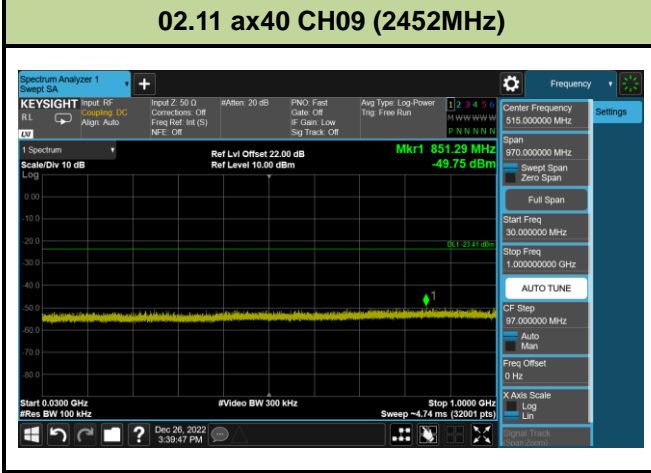 02.11 ax40 CH09 (2452MHz)
Spectrum Analyzer 1
Swept SA
+
Frequency
KEYSIGHT
RL
LXI
Input: RF
Coupling: DC
Align: Auto
Input Z: 50 Ω
Corrections: Off
Freq Ref: Int (S)
NFE: Off
#Atten: 20 dB
PNO: Fast
Gate: Off
IF Gain: Low
Sig Track: Off
Avg Type: Log-Power
Trig: Free Run
1 2 3 4 5 6
M W W W W W
P N N N N N
Center Frequency
515.000000 MHz
Settings
1 Spectrum
Scale/Div 10 dB
Log
Ref Lvl Offset 22.00 dB
Ref Level 10.00 dBm
Mkr1 851.29 MHz
-49.75 dBm
Span
970.000000 MHz
Swept Span
Zero Span
Full Span
Start Freq
30.000000 MHz
Stop Freq
1.000000000 GHz
AUTO TUNE
CF Step
97.000000 MHz
Auto
Man
Freq Offset
0 Hz
X Axis Scale
Log
Lin
Signal Track
(Span Zoom)
0.00
-10.0
-20.0
DL1 -23.41 dBm
-30.0
-40.0
1
-50.0
-60.0
-70.0
-80.0
Start 0.0300 GHz
#Res BW 100 kHz
#Video BW 300 kHz
Stop 1.0000 GHz
Sweep ~4.74 ms (32001 pts)
?
Dec 26, 2022
3:39:47 PM